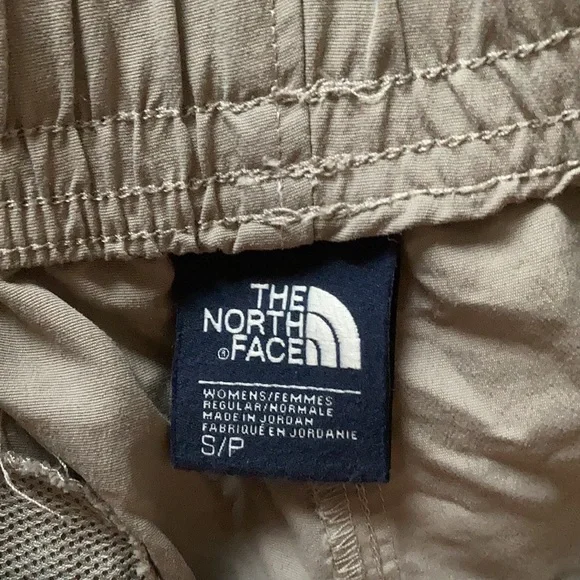 THE
NORTH
®FACE
WOMENS/FEMMES
REGULAR/NORMALE
MADE IN JORDAN
FABRIQUÉ EN JORDANIE
S/P